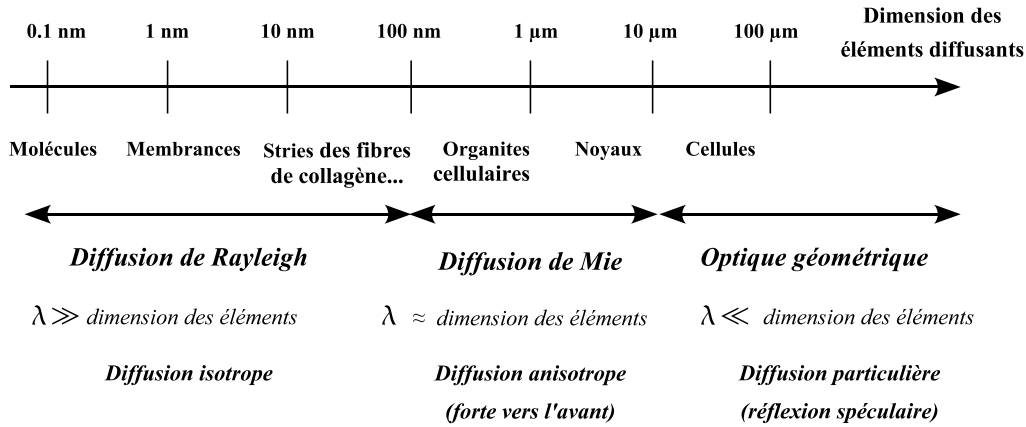 0.1 nm 1 nm 10 nm 100 nm 1 µm 10 µm 100 µm
Dimension des
éléments diffusants
Molécules Membrances Stries des fibres Organites Noyaux Cellules
de collagène... cellulaires
Diffusion de Rayleigh Diffusion de Mie Optique géométrique
λ≫ dimension des éléments λ ≈ dimension des éléments λ≪ dimension des éléments
Diffusion isotrope Diffusion anisotrope Diffusion particulière
(forte vers l'avant) (réflexion spéculaire)